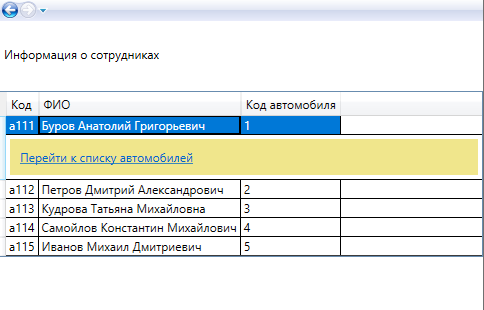 Информация о сотрудниках
Код ФИО Код автомобиля
a111 Буров Анатолий Григорьевич 1
Перейти к списку автомобилей
a112 Петров Дмитрий Александрович 2
a113 Кудрова Татьяна Михайловна 3
a114 Самойлов Константин Михайлович 4
a115 Иванов Михаил Дмитриевич 5